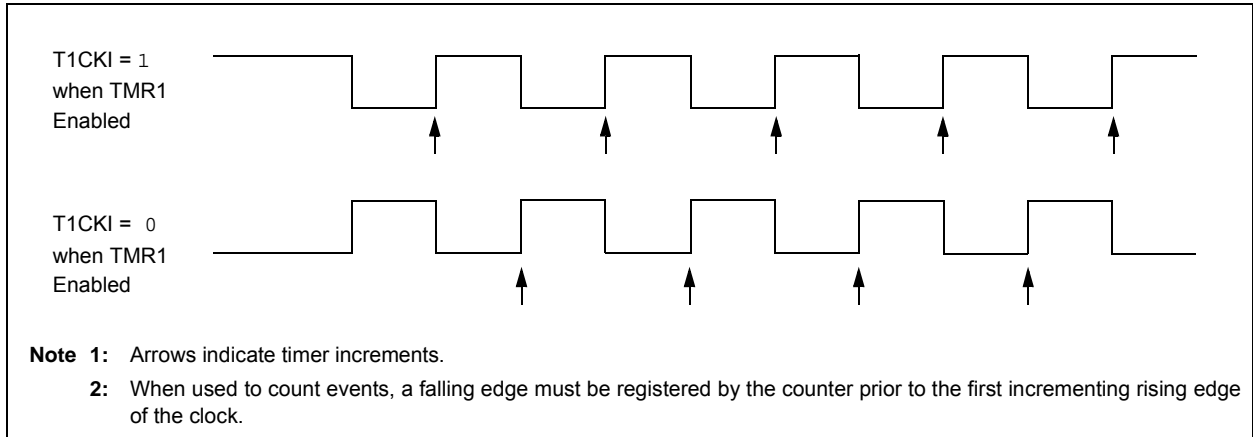 T1CKI = 1
when TMR1
Enabled
T1CKI = 0
when TMR1
Enabled
Note 1: Arrows indicate timer increments.
2: When used to count events, a falling edge must be registered by the counter prior to the first incrementing rising edge
of the clock.